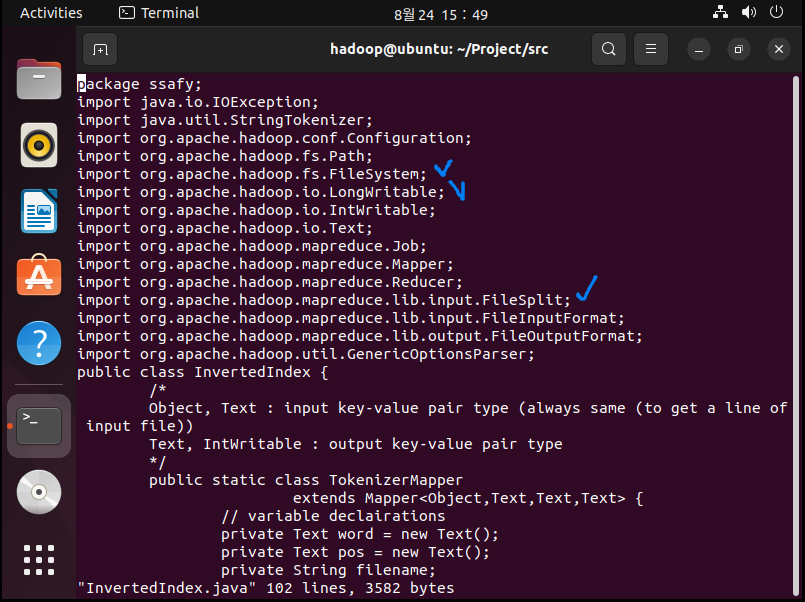 Activities
Terminal
8월 24 15 : 49
hadoop@ubuntu: ~/Project/src
package ssafy;
import java.io.IOException;
import java.util.StringTokenizer;
import org.apache.hadoop.conf.Configuration;
import org.apache.hadoop.fs.Path;
import org.apache.hadoop.fs.FileSystem;
import org.apache.hadoop.io.LongWritable;
import org.apache.hadoop.io.IntWritable;
import org.apache.hadoop.io.Text;
import org.apache.hadoop.mapreduce.Job;
import org.apache.hadoop.mapreduce.Mapper;
import org.apache.hadoop.mapreduce.Reducer;
import org.apache.hadoop.mapreduce.lib.input.FileSplit;
import org.apache.hadoop.mapreduce.lib.input.FileInputFormat;
import org.apache.hadoop.mapreduce.lib.output.FileOutputFormat;
import org.apache.hadoop.util.GenericOptionsParser;
public class InvertedIndex {
/*
Object, Text : input key-value pair type (always same (to get a line of
input file))
Text, IntWritable : output key-value pair type
*/
public static class TokenizerMapper
extends Mapper<Object,Text,Text,Text> {
// variable declairations
private Text word = new Text();
private Text pos = new Text();
private String filename;
"InvertedIndex.java" 102 lines, 3582 bytes